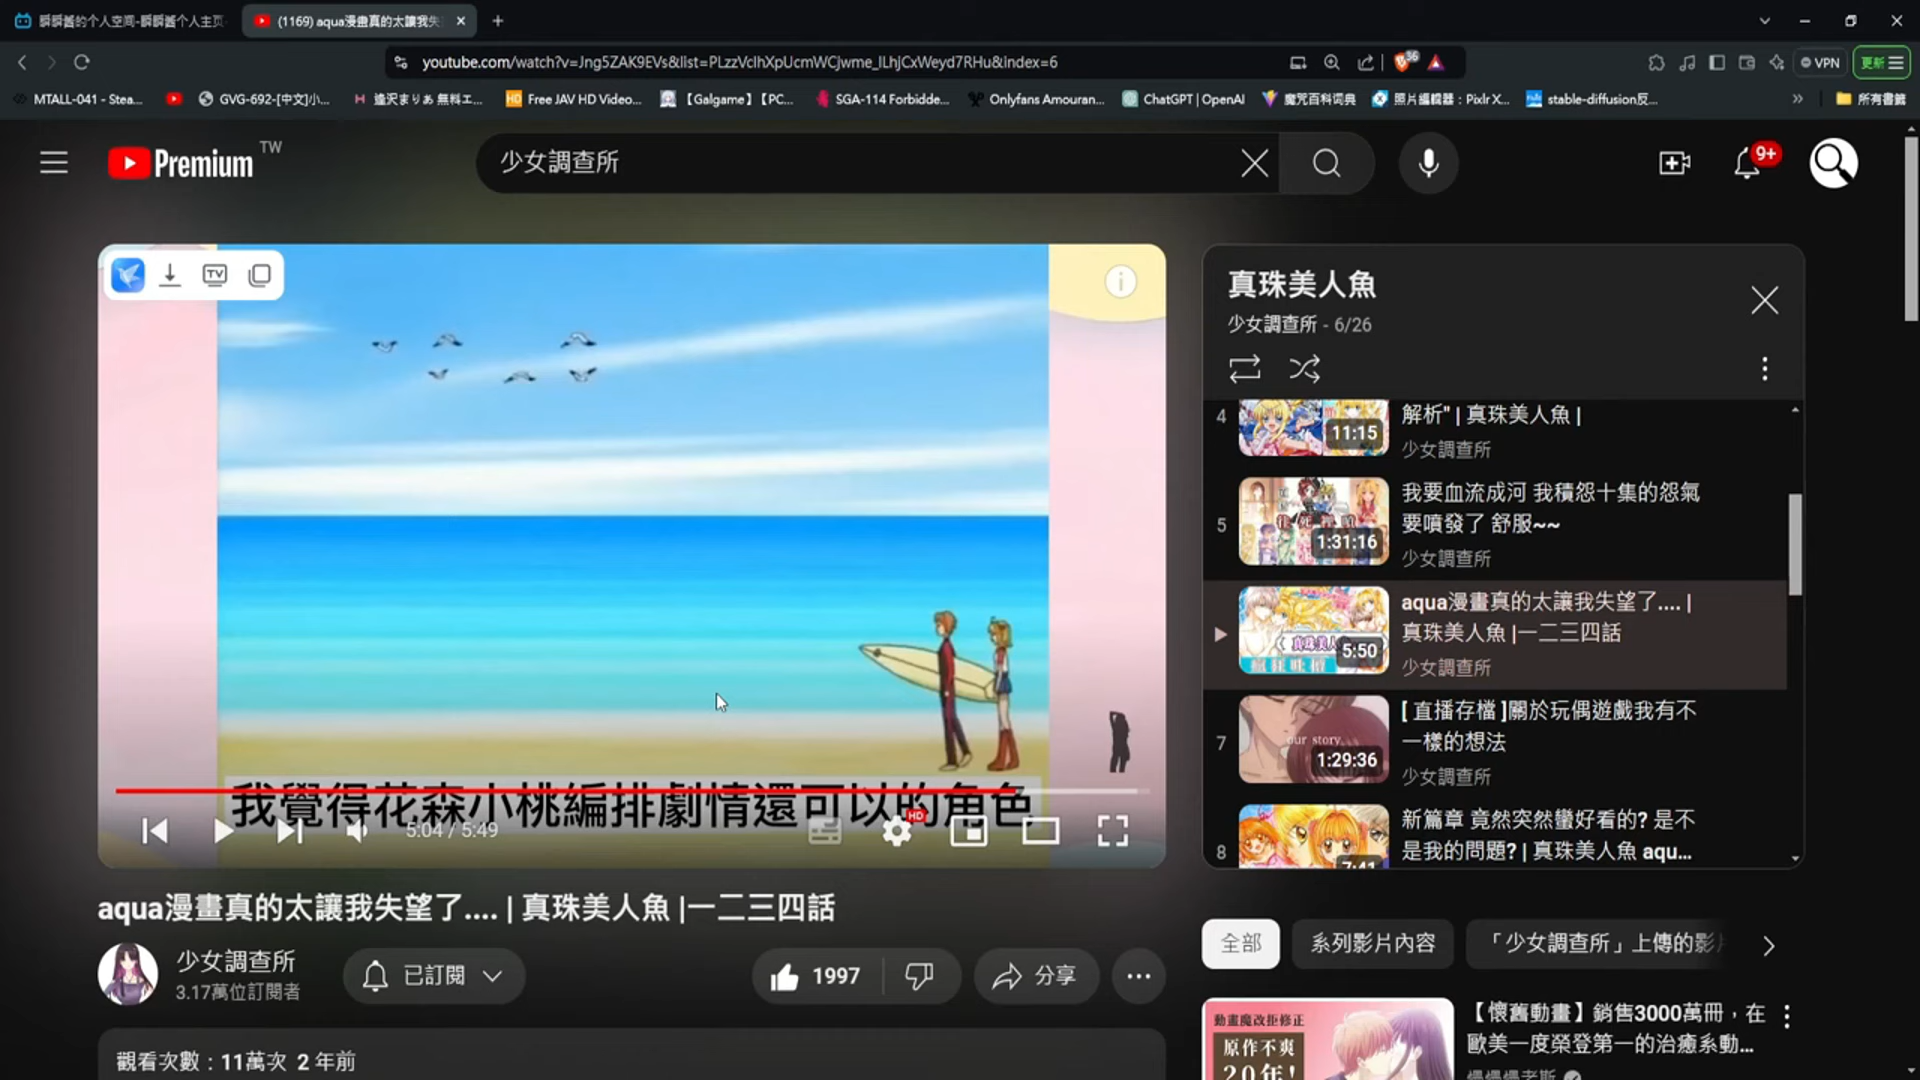 瞬瞬酱的个人空间-瞬瞬酱个人主页
(1169) aqua漫畫真的太讓我失
youtube.com/watch?v=Jng5ZAK9EVs&list=PLzzVclhXpUcmWCjwme_ILhjCxWeyd7RHu&index=6
36
VPN
更新
MTALL-041 - Stea...
GVG-692-[中文]小...
逢沢まりあ 無料エ...
Free JAV HD Video...
【Galgame】【PC...
SGA-114 Forbidde...
Onlyfans Amouran...
ChatGPT | OpenAI
魔咒百科词典
照片編輯器：Pixlr X...
stable-diffusion反...
所有書籤
Premium TW
少女調查所
9+
TV
真珠美人魚
少女調查所 - 6/26
4
11:15
解析" | 真珠美人魚 |
少女調查所
5
1:31:16
我要血流成河 我積怨十集的怨氣
要噴發了 舒服~~
少女調查所
真珠美人
5:50
aqua漫畫真的太讓我失望了.... |
真珠美人魚 |一二三四話
少女調查所
7
our story.
1:29:36
[ 直播存檔 ]關於玩偶遊戲我有不
一樣的想法
少女調查所
8
7:41
新篇章 竟然突然蠻好看的? 是不
是我的問題? | 真珠美人魚 aqu...
我覺得花森小桃編排劇情還可以的角色
5:04 / 5:49
HD
aqua漫畫真的太讓我失望了.... | 真珠美人魚 |一二三四話
少女調查所
3.17萬位訂閱者
已訂閱
1997
分享
觀看次數：11萬次 2 年前
全部
系列影片內容
「少女調查所」上傳的影片
動畫魔改拒修正
原作不爽
20年!
【懷舊動畫】銷售3000萬冊，在
歐美一度榮登第一的治癒系動...